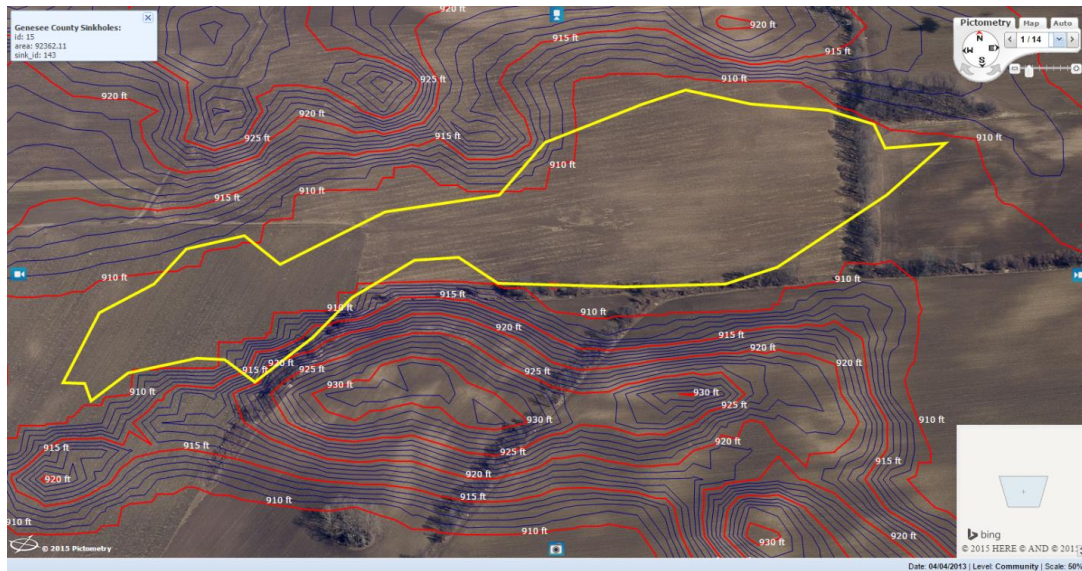 Genesee County Sinkholes:
id: 15
area: 92362.11
sink_id: 143
Pictometry Map Auto
1 / 14
N
W E
S
920 ft
920 ft
915 ft
915 ft
925 ft
910 ft
920 ft
920 ft
925 ft
915 ft
910 ft
910 ft
915 ft
910 ft
910 ft
910 ft
915 ft
910 ft
910 ft
920 ft
915 ft
920 ft
920 ft
920 ft
915 ft
925 ft
925 ft
930 ft
930 ft
910 ft
925 ft
930 ft
910 ft
915 ft
915 ft
920 ft
925 ft
915 ft
920 ft
920 ft
915 ft
910 ft
910 ft
910 ft
920 ft
930 ft
bing
© 2015 HERE © AND © 2015
© 2015 Pictometry
Date: 04/04/2013 | Level: Community | Scale: 50%